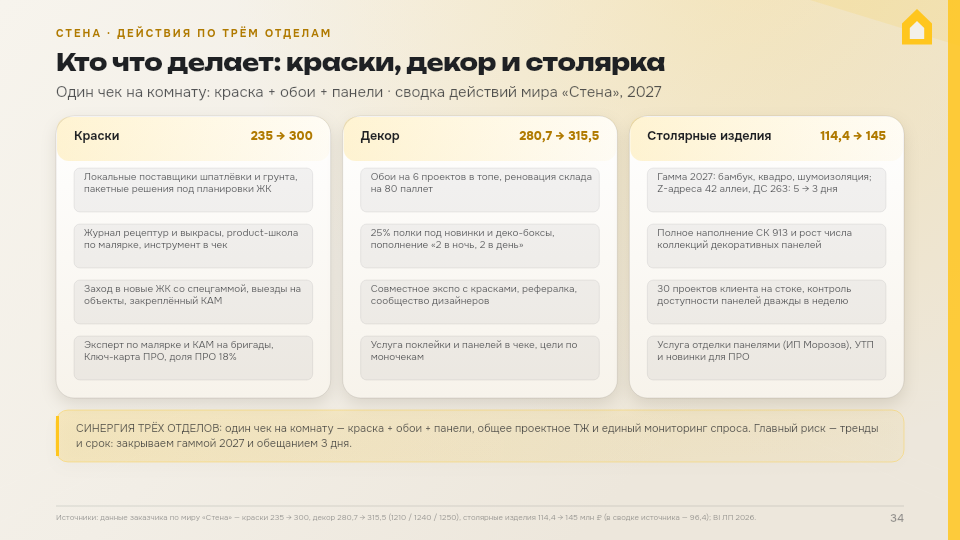 СТЕНА · ДЕЙСТВИЯ ПО ТРЁМ ОТДЕЛАМ
Кто что делает: краски, декор и столярка
Один чек на комнату: краска + обои + панели · сводка действий мира «Стена», 2027
Краски 235 → 300
Локальные поставщики шпатлёвки и грунта,
пакетные решения под планировки ЖК
Журнал рецептур и выкрасы, product-школа
по малярке, инструмент в чек
Заход в новые ЖК со спецгаммой, выезды на
объекты, закреплённый КАМ
Эксперт по малярке и КАМ на бригады,
Ключ-карта ПРО, доля ПРО 18%
Декор 280,7 → 315,5
Обои на 6 проектов в топе, реновация склада
на 80 паллет
25% полки под новинки и деко-боксы,
пополнение «2 в ночь, 2 в день»
Совместное экспо с красками, рефералка,
сообщество дизайнеров
Услуга поклейки и панелей в чеке, цели по
моночекам
Столярные изделия 114,4 → 145
Гамма 2027: бамбук, квадро, шумоизоляция;
Z-адреса 42 аллеи, ДС 263: 5 → 3 дня
Полное наполнение СК 913 и рост числа
коллекций декоративных панелей
30 проектов клиента на стоке, контроль
доступности панелей дважды в неделю
Услуга отделки панелями (ИП Морозов), УТП
и новинки для ПРО
СИНЕРГИЯ ТРЁХ ОТДЕЛОВ: один чек на комнату — краска + обои + панели, общее проектное ТЖ и единый мониторинг спроса. Главный риск — тренды
и срок: закрываем гаммой 2027 и обещанием 3 дня.
Источники: данные заказчика по миру «Стена» — краски 235 → 300, декор 280,7 → 315,5 (1210 / 1240 / 1250), столярные изделия 114,4 → 145 млн ₽ (в сводке источника — 96,4); BI ЛП 2026.
34